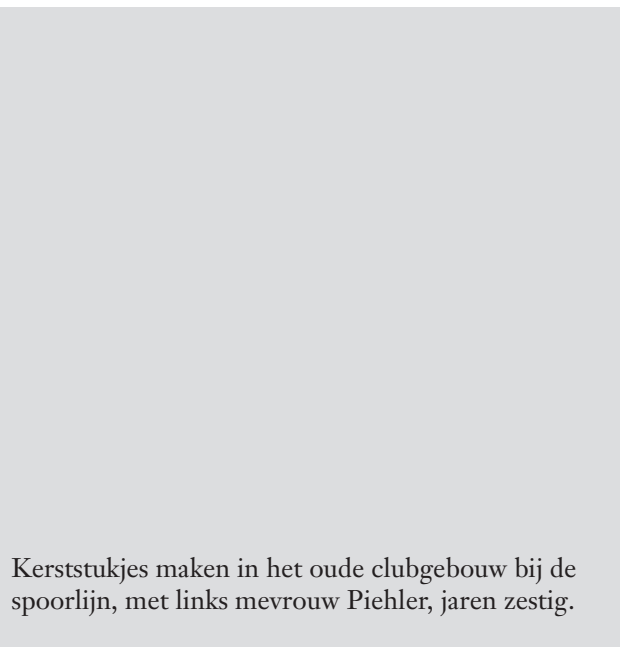 Kerststukjes maken in het oude clubgebouw bij de
spoorlijn, met links mevrouw Piehler, jaren zestig.